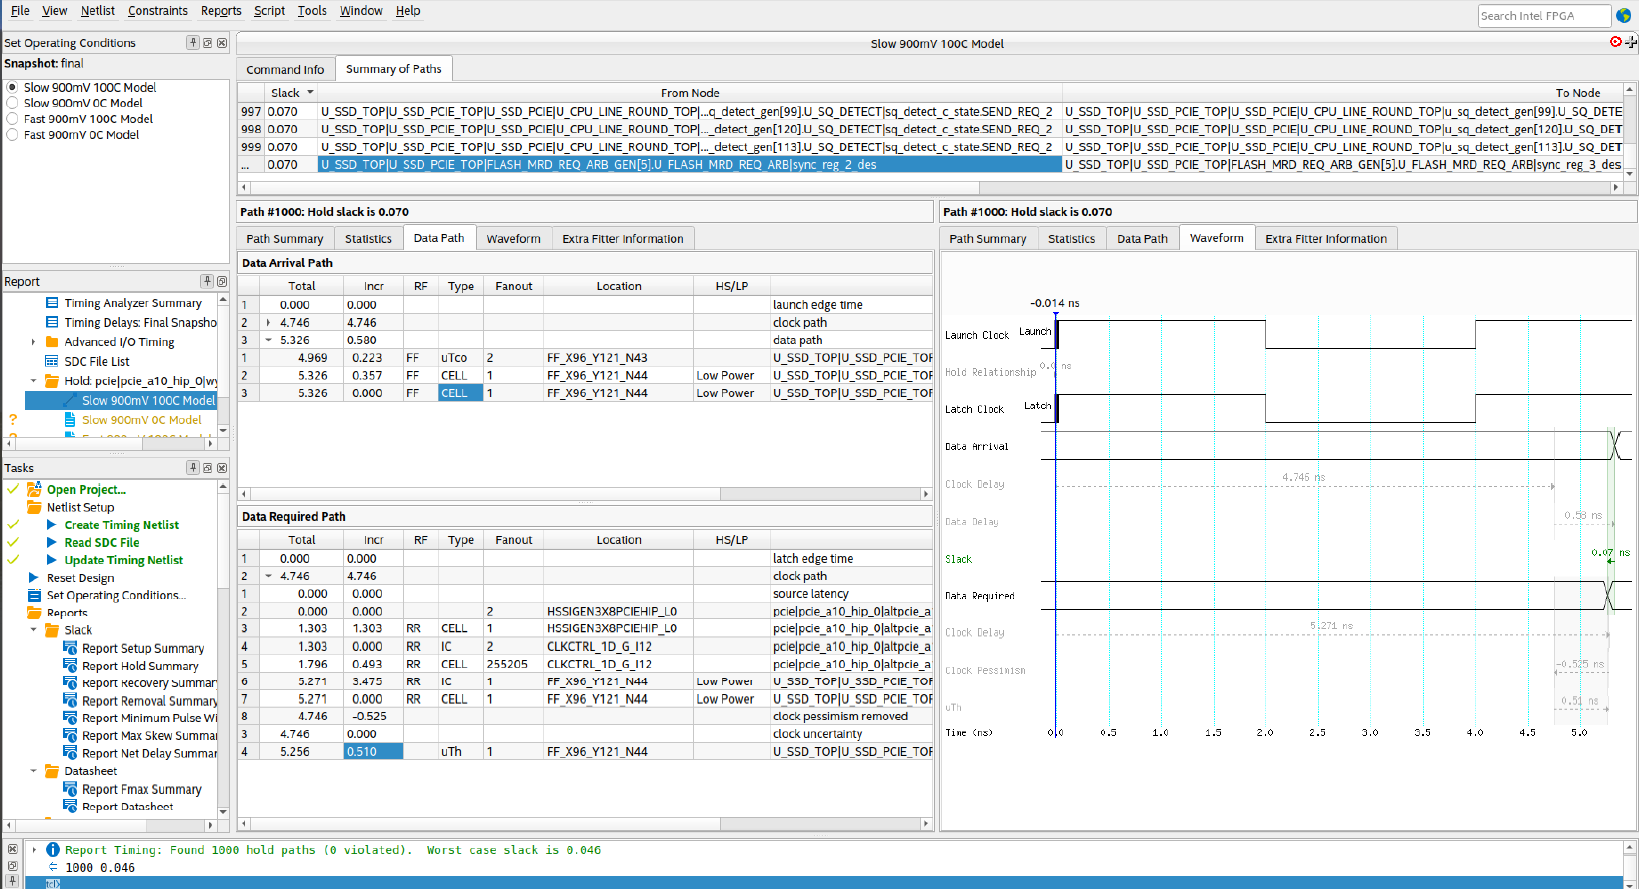 File View Netlist Constraints Reports Script Tools Window Help
Search Intel FPGA
Set Operating Conditions
Snapshot: final
Slow 900mV 100C Model
Slow 900mV 0C Model
Fast 900mV 100C Model
Fast 900mV 0C Model
Slow 900mV 100C Model
Command Info Summary of Paths
Slack From Node To Node
997 0.070 U_SSD_TOP|U_SSD_PCIE_TOP|U_SSD_PCIE|U_CPU_LINE_ROUND_TOP|...q_detect_gen[99].U_SQ_DETECT|sq_detect_c_state.SEND_REQ_2 U_SSD_TOP|U_SSD_PCIE_TOP|U_SSD_PCIE|U_CPU_LINE_ROUND_TOP|u_sq_detect_gen[99].U_SQ_DETE
998 0.070 U_SSD_TOP|U_SSD_PCIE_TOP|U_SSD_PCIE|U_CPU_LINE_ROUND_TOP|..._detect_gen[120].U_SQ_DETECT|sq_detect_c_state.SEND_REQ_2 U_SSD_TOP|U_SSD_PCIE_TOP|U_SSD_PCIE|U_CPU_LINE_ROUND_TOP|u_sq_detect_gen[120].U_SQ_DET
999 0.070 U_SSD_TOP|U_SSD_PCIE_TOP|U_SSD_PCIE|U_CPU_LINE_ROUND_TOP|..._detect_gen[113].U_SQ_DETECT|sq_detect_c_state.SEND_REQ_2 U_SSD_TOP|U_SSD_PCIE_TOP|U_SSD_PCIE|U_CPU_LINE_ROUND_TOP|u_sq_detect_gen[113].U_SQ_DET
... 0.070 U_SSD_TOP|U_SSD_PCIE_TOP|FLASH_MRD_REQ_ARB_GEN[5].U_FLASH_MRD_REQ_ARB|sync_reg_2_des U_SSD_TOP|U_SSD_PCIE_TOP|FLASH_MRD_REQ_ARB_GEN[5].U_FLASH_MRD_REQ_ARB|sync_reg_3_des
Report
Timing Analyzer Summary
Timing Delays: Final Snapsho
Advanced I/O Timing
SDC File List
Hold: pcie|pcie_a10_hip_0|wy
Slow 900mV 100C Model
? Slow 900mV 0C Model
Tasks
Open Project...
Netlist Setup
Create Timing Netlist
Read SDC File
Update Timing Netlist
Reset Design
Set Operating Conditions...
Reports
Slack
Report Setup Summary
Report Hold Summary
Report Recovery Summary
Report Removal Summary
Report Minimum Pulse Wi
Report Max Skew Summar
Report Net Delay Summar
Datasheet
Report Fmax Summary
Report Datasheet
Path #1000: Hold slack is 0.070
Path Summary Statistics Data Path Waveform Extra Fitter Information
Data Arrival Path
Total Incr RF Type Fanout Location HS/LP
1 0.000 0.000 launch edge time
2 4.746 4.746 clock path
3 5.326 0.580 data path
1 4.969 0.223 FF uTco 2 FF_X96_Y121_N43 U_SSD_TOP|U_SSD_PCIE_TOP
2 5.326 0.357 FF CELL 1 FF_X96_Y121_N44 Low Power U_SSD_TOP|U_SSD_PCIE_TOP
3 5.326 0.000 FF CELL 1 FF_X96_Y121_N44 Low Power U_SSD_TOP|U_SSD_PCIE_TOP
Data Required Path
Total Incr RF Type Fanout Location HS/LP
1 0.000 0.000 latch edge time
2 4.746 4.746 clock path
1 0.000 0.000 source latency
2 0.000 0.000 2 HSSIGEN3X8PCIEHIP_L0 pcie|pcie_a10_hip_0|altpcie_a
3 1.303 1.303 RR CELL 1 HSSIGEN3X8PCIEHIP_L0 pcie|pcie_a10_hip_0|altpcie_a
4 1.303 0.000 RR IC 2 CLKCTRL_1D_G_I12 pcie|pcie_a10_hip_0|altpcie_a
5 1.796 0.493 RR CELL 255205 CLKCTRL_1D_G_I12 pcie|pcie_a10_hip_0|altpcie_a
6 5.271 3.475 RR IC 1 FF_X96_Y121_N44 Low Power U_SSD_TOP|U_SSD_PCIE_TOP
7 5.271 0.000 RR CELL 1 FF_X96_Y121_N44 Low Power U_SSD_TOP|U_SSD_PCIE_TOP
8 4.746 -0.525 clock pessimism removed
3 4.746 0.000 clock uncertainty
4 5.256 0.510 uTh 1 FF_X96_Y121_N44 U_SSD_TOP|U_SSD_PCIE_TOP
Path #1000: Hold slack is 0.070
Path Summary Statistics Data Path Waveform Extra Fitter Information
-0.014 ns
Launch Clock Launch
Hold Relationship 0.0 ns
Latch Clock Latch
Data Arrival
Clock Delay 4.746 ns
Data Delay 0.58 ns
Slack 0.07 ns
Data Required
Clock Delay 5.271 ns
Clock Pessimism -0.525 ns
uTh 0.51 ns
Time (ns) 0.0 0.5 1.0 1.5 2.0 2.5 3.0 3.5 4.0 4.5 5.0
Report Timing: Found 1000 hold paths (0 violated). Worst case slack is 0.046
1000 0.046
tcl>